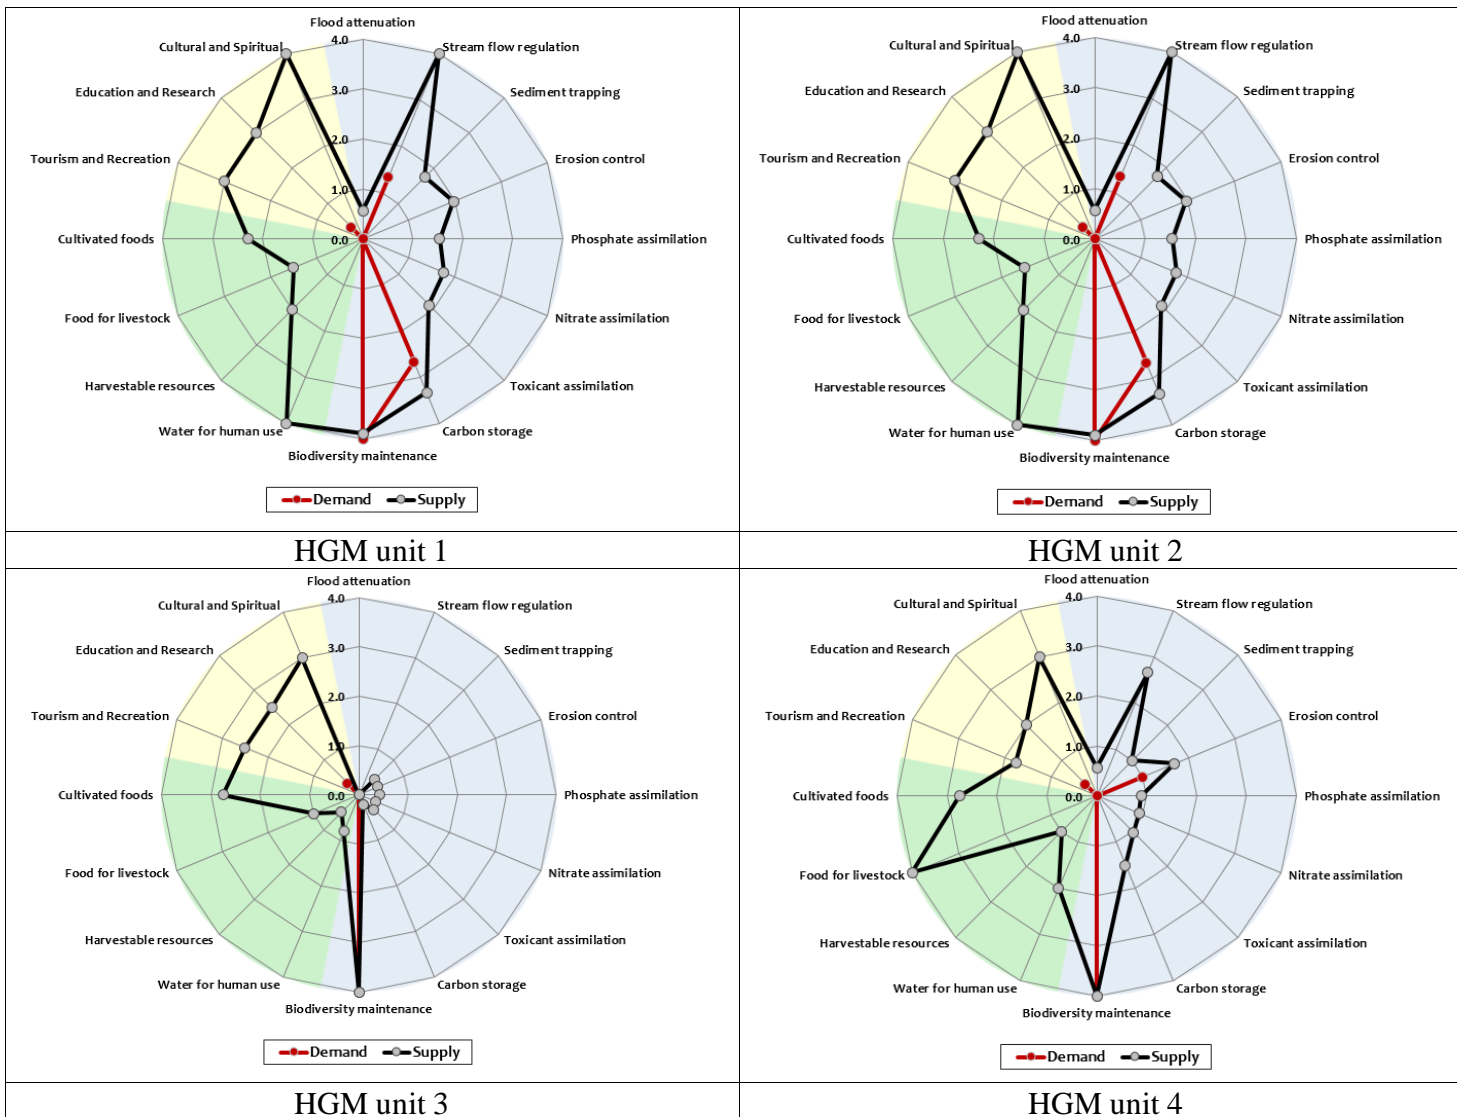 Flood attenuation
4.0
Cultural and Spiritual
Stream flow regulation
Education and Research
3.0
Sediment trapping
Tourism and Recreation
2.0
Erosion control
1.0
Cultivated foods
0.0
Phosphate assimilation
Food for livestock
Nitrate assimilation
Harvestable resources
Toxicant assimilation
Water for human use
Carbon storage
Biodiversity maintenance
Demand Supply
HGM unit 1
Flood attenuation
4.0
Cultural and Spiritual
Stream flow regulation
Education and Research
3.0
Sediment trapping
Tourism and Recreation
2.0
Erosion control
1.0
Cultivated foods
0.0
Phosphate assimilation
Food for livestock
Nitrate assimilation
Harvestable resources
Toxicant assimilation
Water for human use
Carbon storage
Biodiversity maintenance
Demand Supply
HGM unit 2
Flood attenuation
4.0
Cultural and Spiritual
Stream flow regulation
Education and Research
3.0
Sediment trapping
Tourism and Recreation
2.0
Erosion control
1.0
Cultivated foods
0.0
Phosphate assimilation
Food for livestock
Nitrate assimilation
Harvestable resources
Toxicant assimilation
Water for human use
Carbon storage
Biodiversity maintenance
Demand Supply
HGM unit 3
Flood attenuation
4.0
Cultural and Spiritual
Stream flow regulation
Education and Research
3.0
Sediment trapping
Tourism and Recreation
2.0
Erosion control
1.0
Cultivated foods
0.0
Phosphate assimilation
Food for livestock
Nitrate assimilation
Harvestable resources
Toxicant assimilation
Water for human use
Carbon storage
Biodiversity maintenance
Demand Supply
HGM unit 4